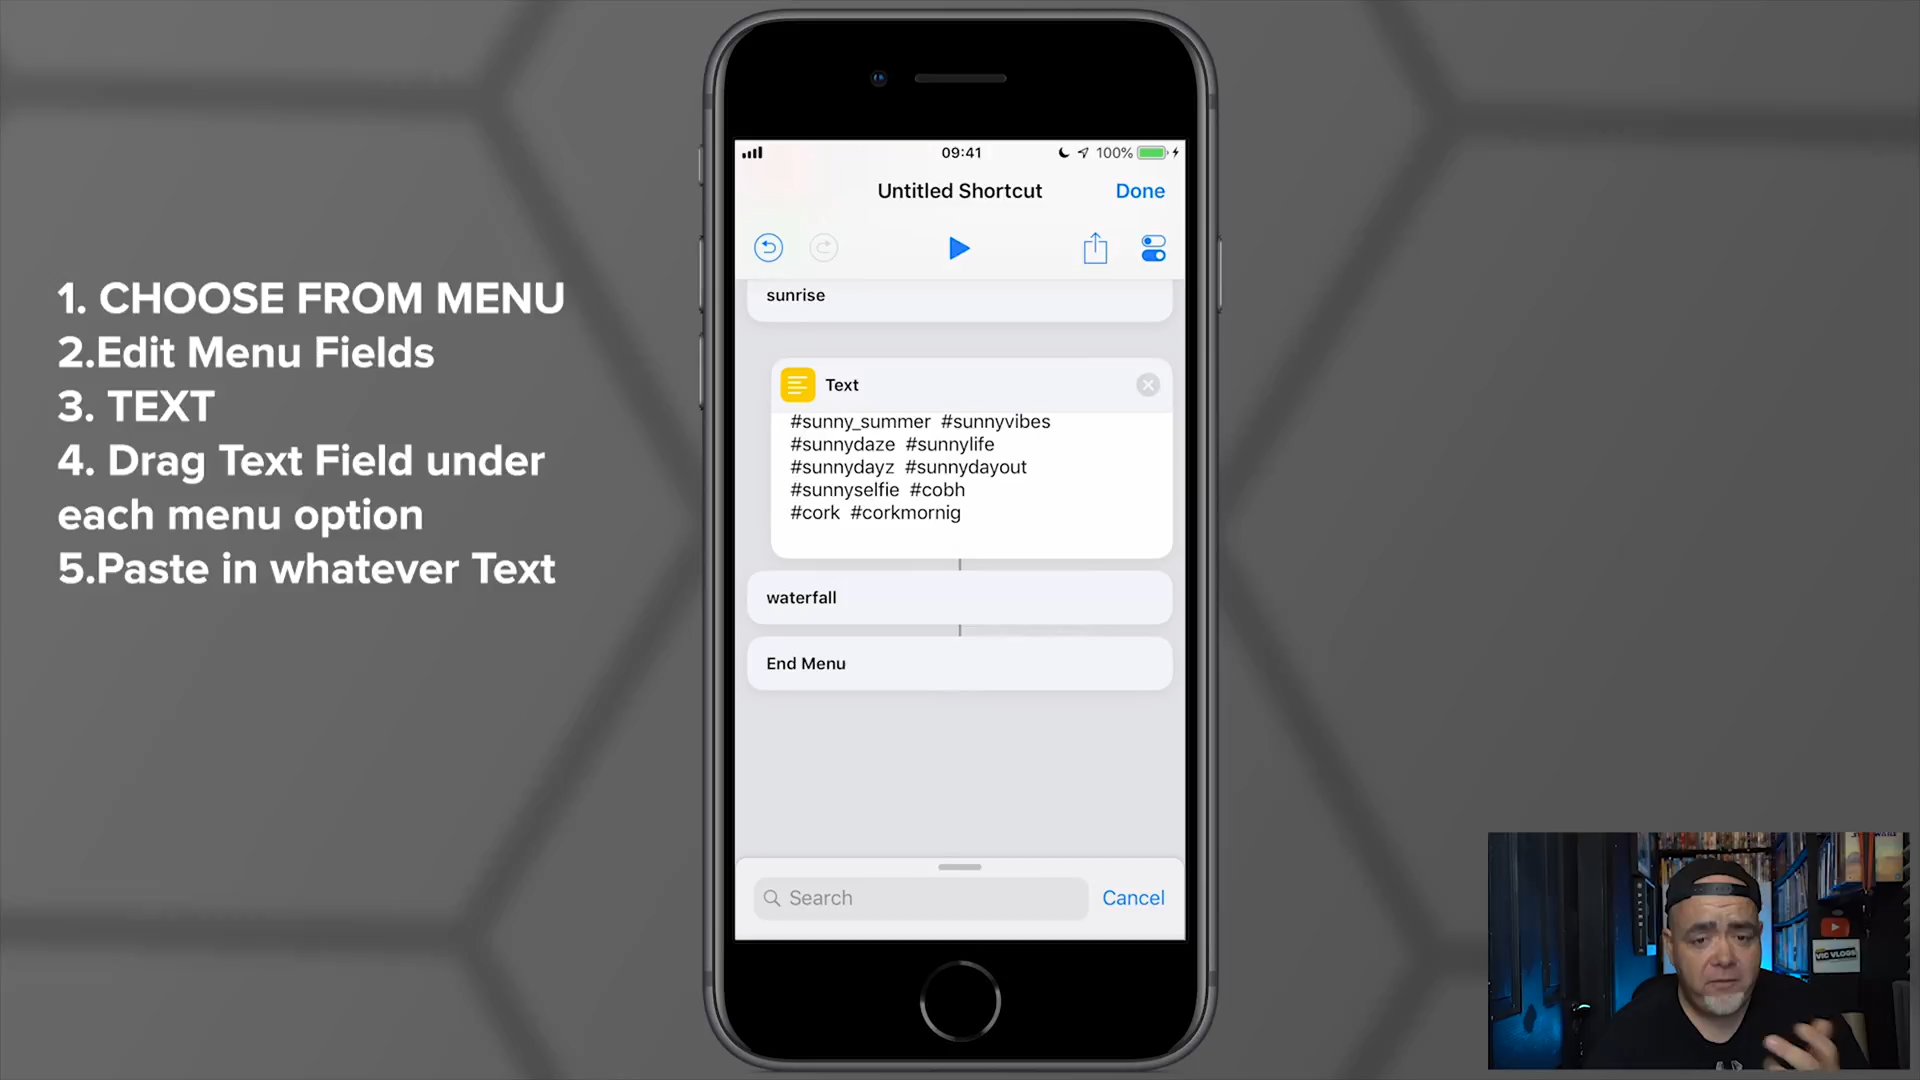 1. CHOOSE FROM MENU
2.Edit Menu Fields
3. TEXT
4. Drag Text Field under
each menu option
5.Paste in whatever Text
09:41
100%
Untitled Shortcut
Done
sunrise
Text
#sunny_summer #sunnyvibes
#sunnydaze #sunnylife
#sunnydayz #sunnydayout
#sunnyselfie #cobh
#cork #corkmornig
waterfall
End Menu
Search
Cancel
VIC VLOGS